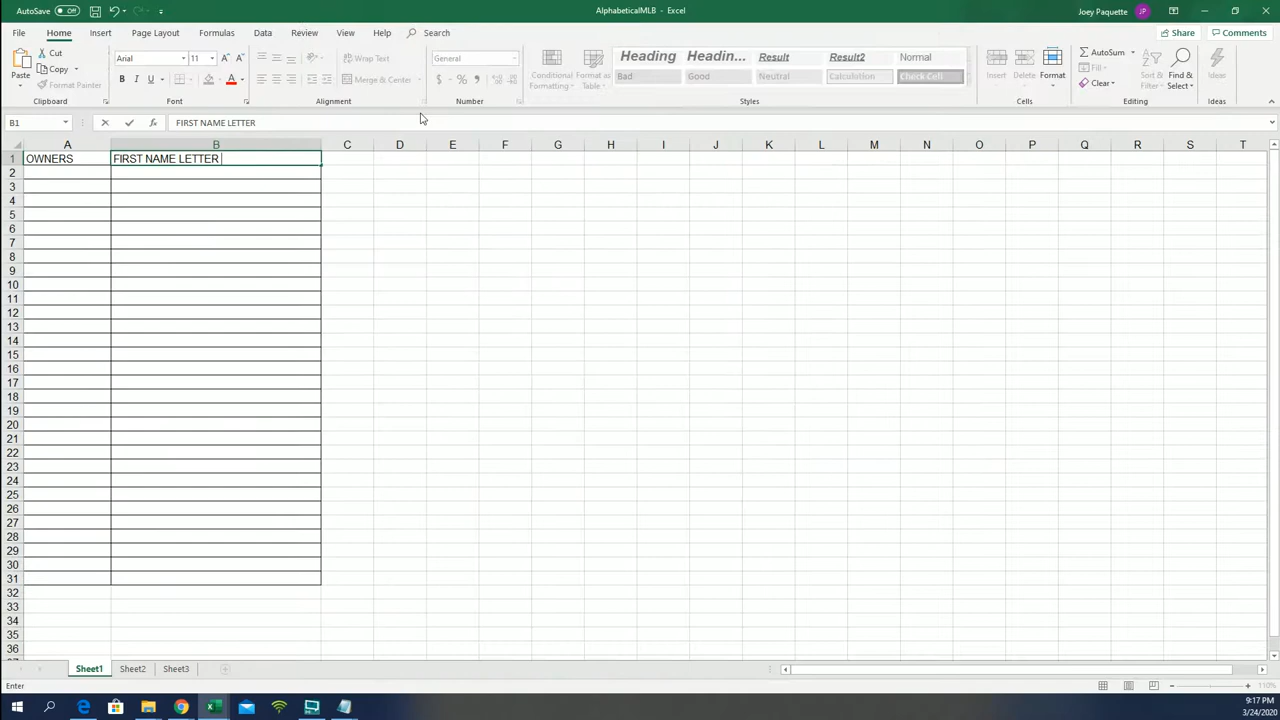 AutoSave Off AlphabeticalMLB - Excel Joey Paquette JP
File Home Insert Page Layout Formulas Data Review View Help Search Share Comments
Paste Cut Copy Format Painter Clipboard
Arial 11 B I U Font
Wrap Text Merge & Center Alignment
General $ % Number
Conditional Formatting Format as Table
Heading Headin... Result Result2 Normal
Bad Good Neutral Calculation Check Cell
Styles
Insert Delete Format Cells
AutoSum Fill Clear Sort & Filter Find & Select Editing
Ideas Ideas
B1 fx FIRST NAME LETTER
A B C D E F G H I J K L M N O P Q R S T
1 OWNERS FIRST NAME LETTER
2
3
4
5
6
7
8
9
10
11
12
13
14
15
16
17
18
19
20
21
22
23
24
25
26
27
28
29
30
31
32
33
34
35
36
Sheet1 Sheet2 Sheet3
Enter 110%
9:17 PM
3/24/2020